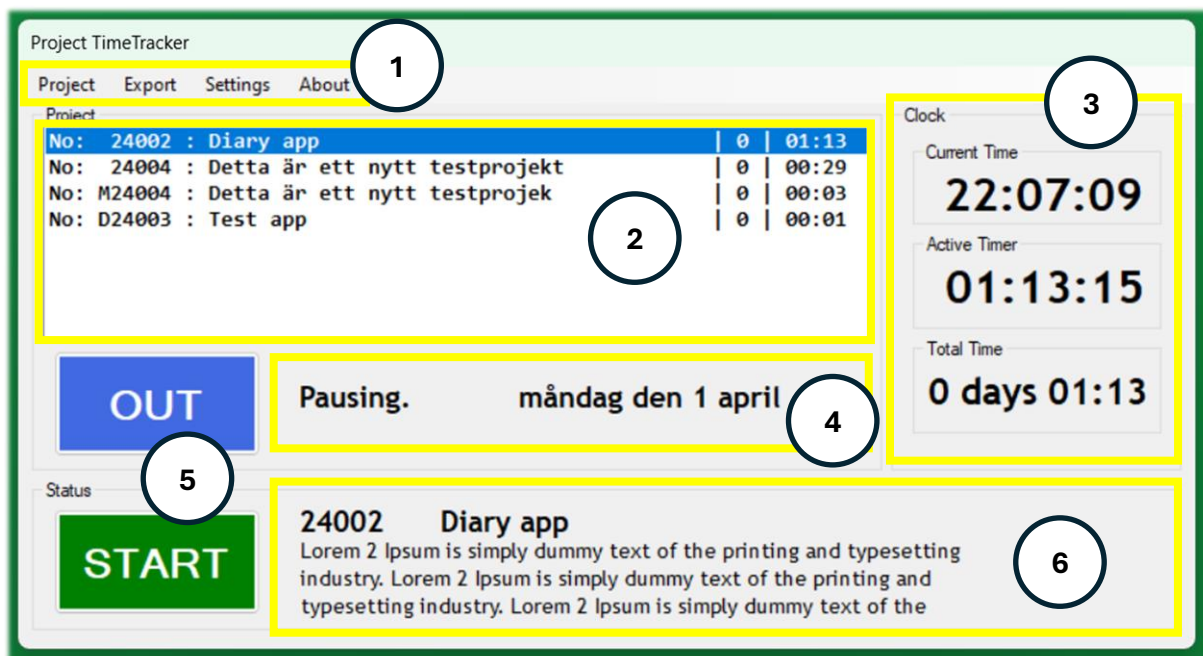 Project TimeTracker
1
Project Export Settings About
Project
No:  24002 : Diary app | 0 | 01:13
No:  24004 : Detta är ett nytt testprojekt | 0 | 00:29
No: M24004 : Detta är ett nytt testprojek | 0 | 00:03
No: D24003 : Test app | 0 | 00:01
2
Clock
3
Current Time
22:07:09
Active Timer
01:13:15
Total Time
0 days 01:13
OUT
Pausing. måndag den 1 april
4
5
Status
START
24002 Diary app
Lorem 2 Ipsum is simply dummy text of the printing and typesetting
industry. Lorem 2 Ipsum is simply dummy text of the printing and
typesetting industry. Lorem 2 Ipsum is simply dummy text of the
6